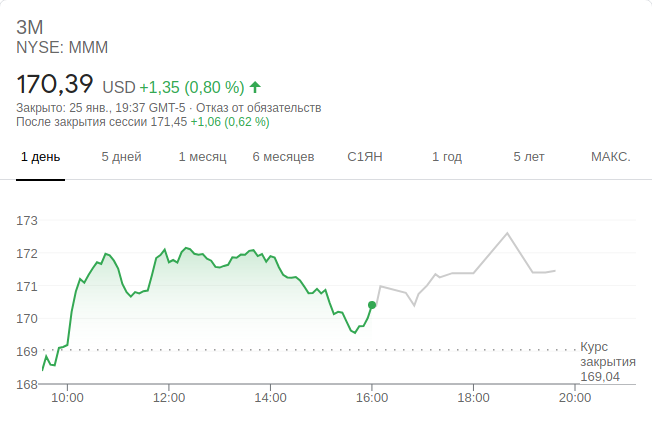 3M
NYSE: MMM
170,39 USD +1,35 (0,80 %)
Закрыто: 25 янв., 19:37 GMT-5 · Отказ от обязательств
После закрытия сессии 171,45 +1,06 (0,62 %)
1 день 5 дней 1 месяц 6 месяцев С1ЯН 1 год 5 лет МАКС.
173
172
171
170
169
168
Курс
закрытия
169,04
10:00 12:00 14:00 16:00 18:00 20:00